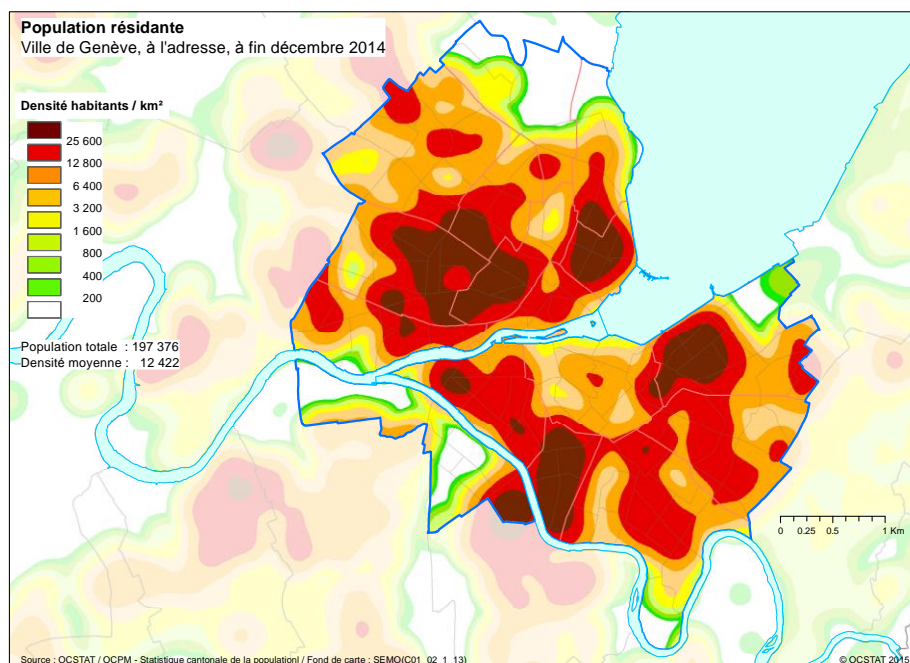 Population résidante
Ville de Genève, à l'adresse, à fin décembre 2014
Densité habitants / km²
25 600
12 800
6 400
3 200
1 600
800
400
200
Population totale : 197 376
Densité moyenne : 12 422
0 0.25 0.5 1 Km
Source : OCSTAT / OCPM - Statistique cantonale de la population/ Fond de carte : SEMO(C01_02_1_13)
© OCSTAT 2015